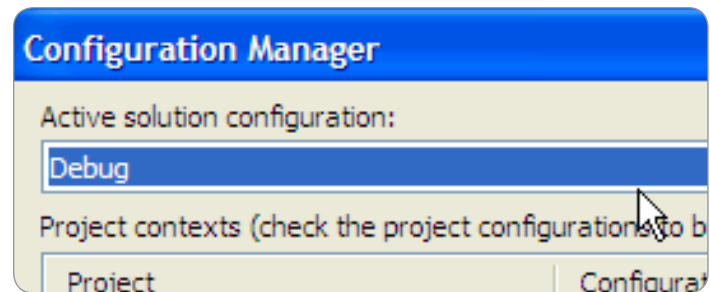 Configuration Manager
Active solution configuration:
Debug
Project contexts (check the project configurations to b
Project Configurat